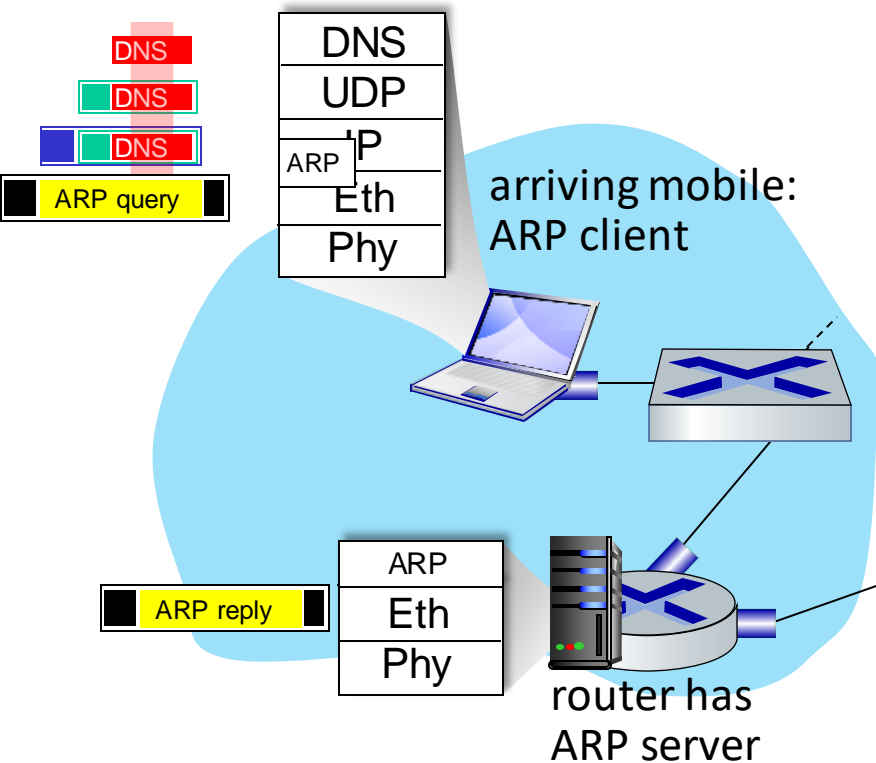 DNS
DNS
DNS
ARP query
DNS
UDP
IP
ARP
Eth
Phy
arriving mobile:
ARP client
ARP reply
ARP
Eth
Phy
router has
ARP server